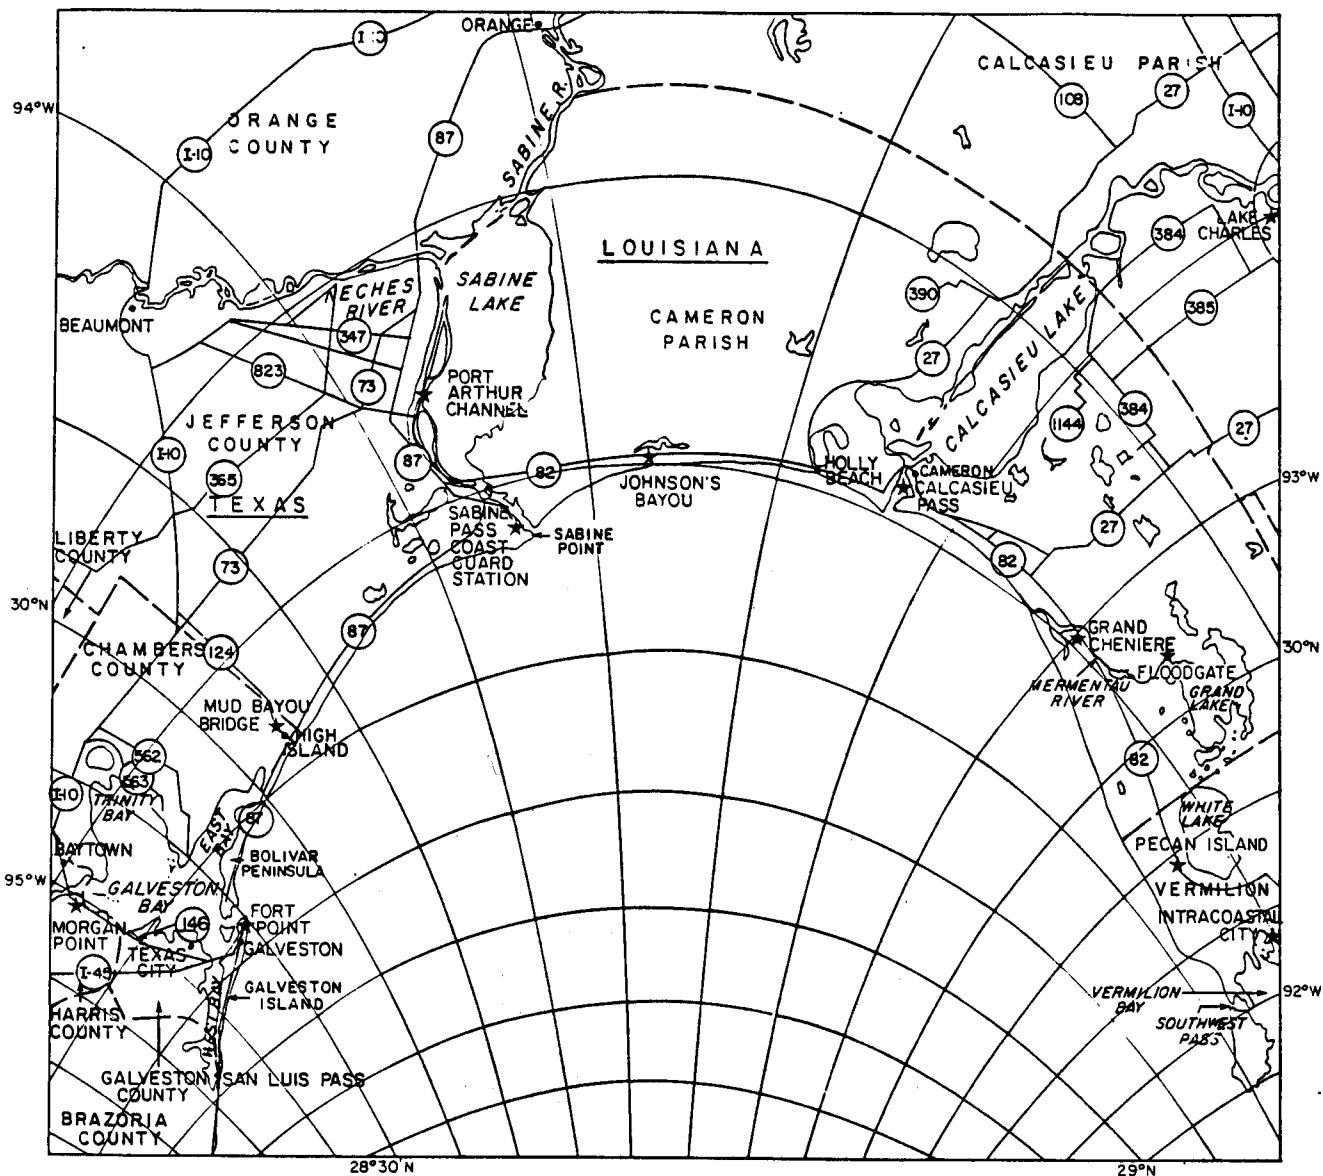 ORANGE
I-10
CALCASIEU PARISH
94°W
ORANGE
COUNTY
108
27
I-10
87
SABINE R.
I-10
LAKE
CHARLES
384
LOUISIANA
SABINE
LAKE
NECHES
RIVER
390
385
BEAUMONT
CAMERON
PARISH
347
27
CALCASIEU LAKE
823
73
PORT
ARTHUR
CHANNEL
384
1144
27
JEFFERSON
COUNTY
I-10
87
82
HOLLY
BEACH
CAMERON
CALCASIEU
PASS
JOHNSON'S
BAYOU
93°W
365
TEXAS
SABINE
PASS
COAST
GUARD
STATION
SABINE
POINT
27
LIBERTY
COUNTY
73
82
30°N
87
GRAND
CHENIERE
30°N
CHAMBERS
COUNTY
124
FLOODGATE
MERMENTAU
RIVER
GRAND
LAKE
MUD BAYOU
BRIDGE
HIGH
ISLAND
562
563
82
I-10
TRINITY
BAY
87
EAST
BAY
WHITE
LAKE
BAYTOWN
BOLIVAR
PENINSULA
PECAN ISLAND
95°W
GALVESTON
BAY
VERMILION
MORGAN
POINT
146
FORT
POINT
INTRACOASTAL
CITY
TEXAS
CITY
GALVESTON
I-45
GALVESTON
ISLAND
VERMILION
BAY
92°W
HARRIS
COUNTY
WEST BAY
SOUTHWEST
PASS
GALVESTON
COUNTY
SAN LUIS PASS
BRAZORIA
COUNTY
28°30'N
29°N